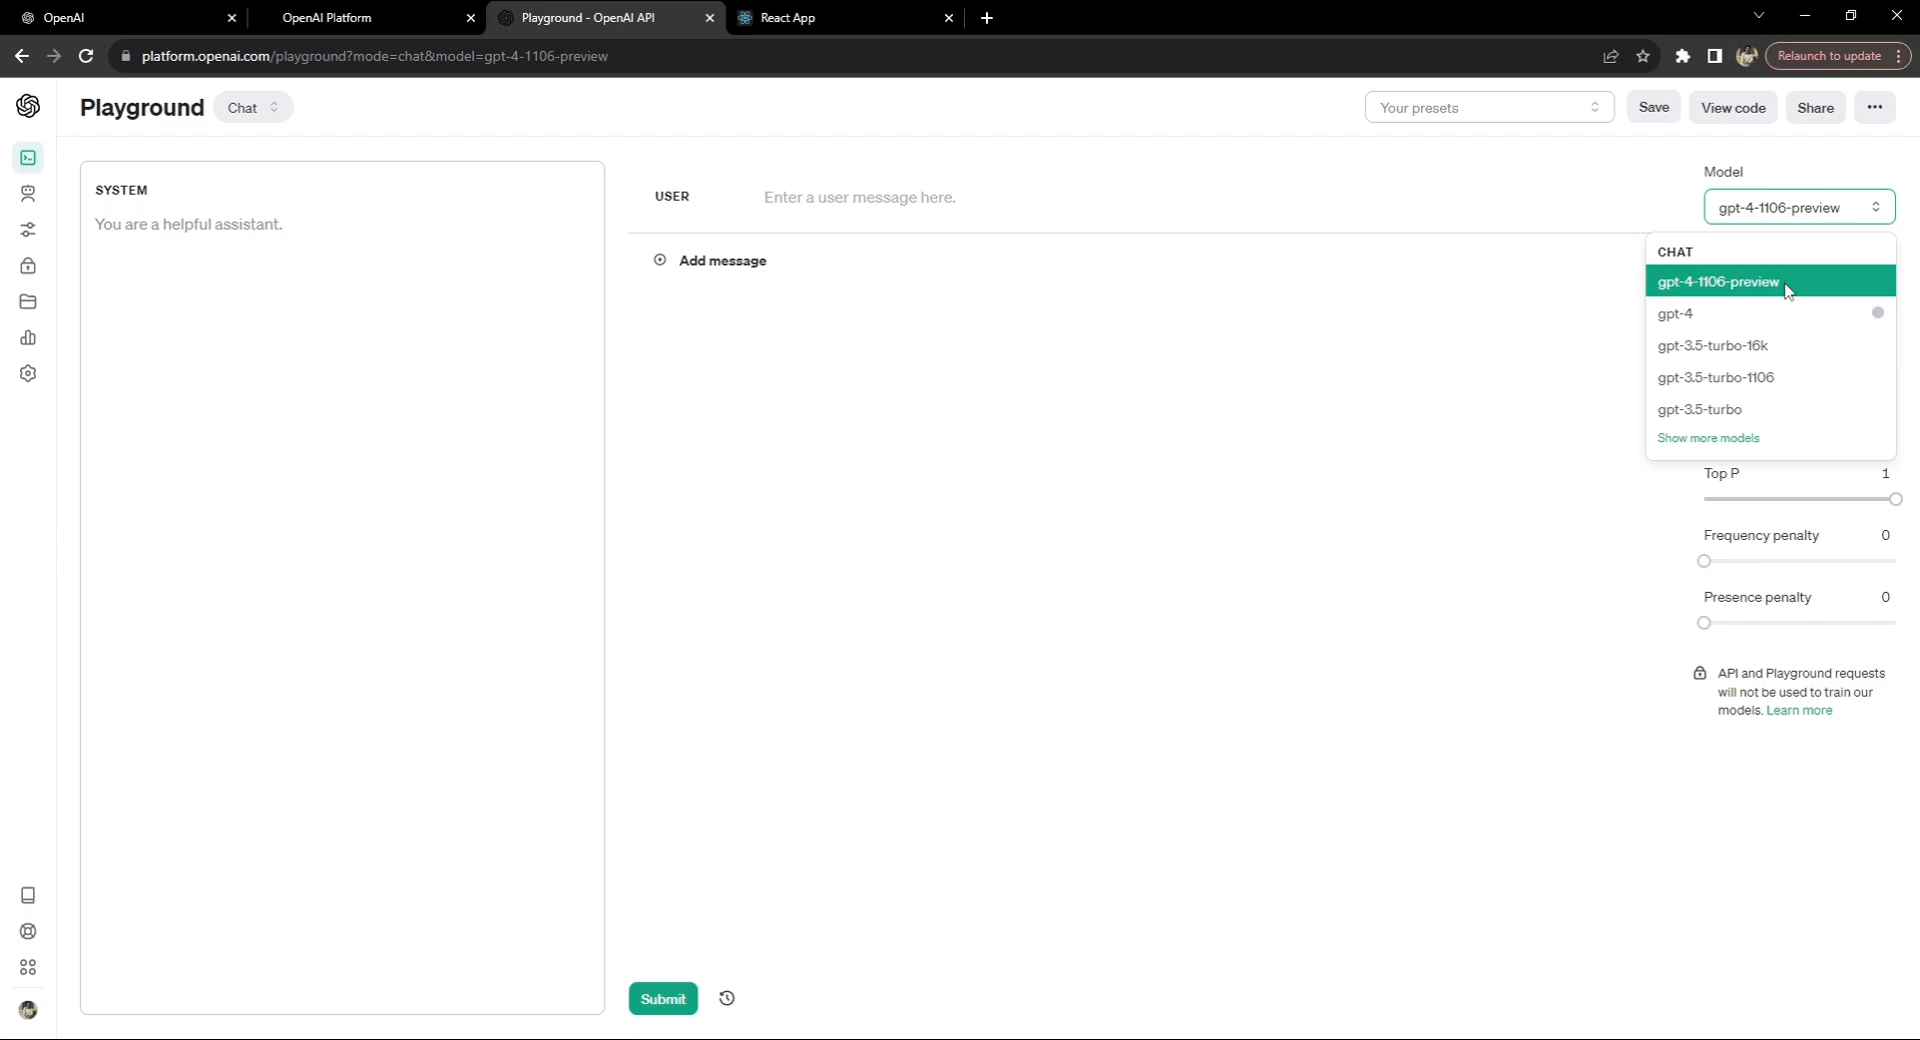 OpenAI
OpenAI Platform
Playground - OpenAI API
React App
platform.openai.com/playground?mode=chat&model=gpt-4-1106-preview
Relaunch to update
Playground
Chat
Your presets
Save
View code
Share
SYSTEM
You are a helpful assistant.
USER
Enter a user message here.
Add message
Model
gpt-4-1106-preview
CHAT
gpt-4-1106-preview
gpt-4
gpt-3.5-turbo-16k
gpt-3.5-turbo-1106
gpt-3.5-turbo
Show more models
Top P 1
Frequency penalty 0
Presence penalty 0
API and Playground requests
will not be used to train our
models. Learn more
Submit